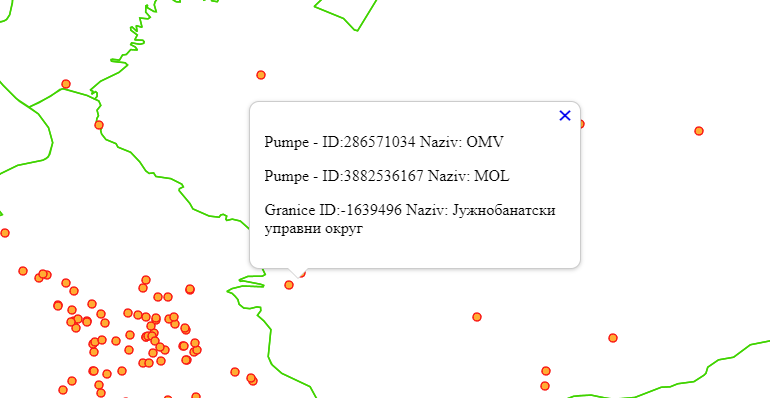 Pumpe - ID:286571034 Naziv: OMV
Pumpe - ID:3882536167 Naziv: MOL
Granice ID:-1639496 Naziv: Јужнобанатски
управни округ